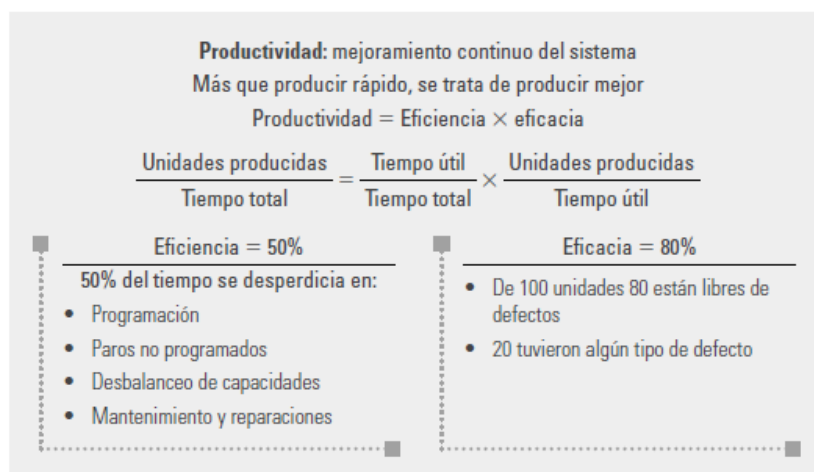 Productividad: mejoramiento continuo del sistema
Más que producir rápido, se trata de producir mejor
Productividad = Eficiencia × eficacia
Unidades producidas / Tiempo total = Tiempo útil / Tiempo total × Unidades producidas / Tiempo útil
Eficiencia = 50%
50% del tiempo se desperdicia en:
• Programación
• Paros no programados
• Desbalanceo de capacidades
• Mantenimiento y reparaciones
Eficacia = 80%
• De 100 unidades 80 están libres de
defectos
• 20 tuvieron algún tipo de defecto